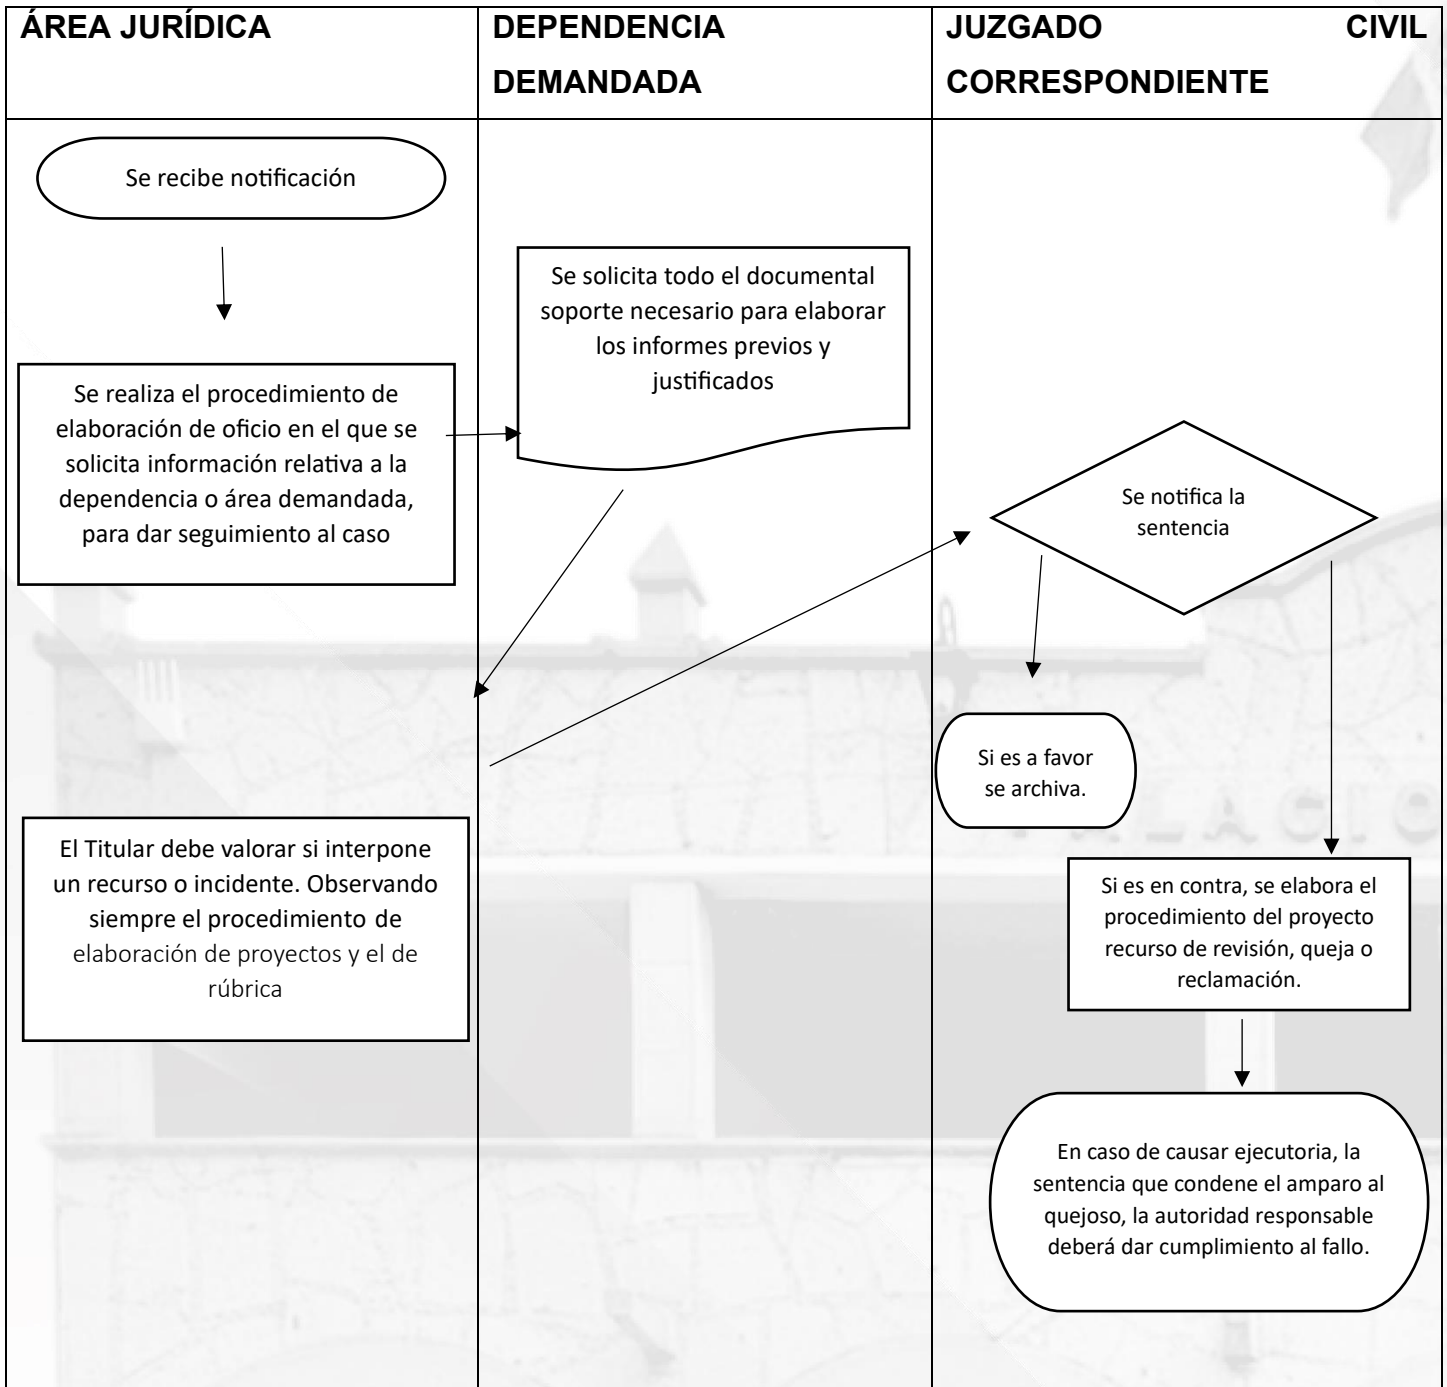 ÁREA JURÍDICA
DEPENDENCIA
DEMANDADA
JUZGADO CIVIL
CORRESPONDIENTE
Se recibe notificación
Se realiza el procedimiento de
elaboración de oficio en el que se
solicita información relativa a la
dependencia o área demandada,
para dar seguimiento al caso
Se solicita todo el documental
soporte necesario para elaborar
los informes previos y
justificados
El Titular debe valorar si interpone
un recurso o incidente. Observando
siempre el procedimiento de
elaboración de proyectos y el de
rúbrica
Se notifica la
sentencia
Si es a favor
se archiva.
Si es en contra, se elabora el
procedimiento del proyecto
recurso de revisión, queja o
reclamación.
En caso de causar ejecutoria, la
sentencia que condene el amparo al
quejoso, la autoridad responsable
deberá dar cumplimiento al fallo.